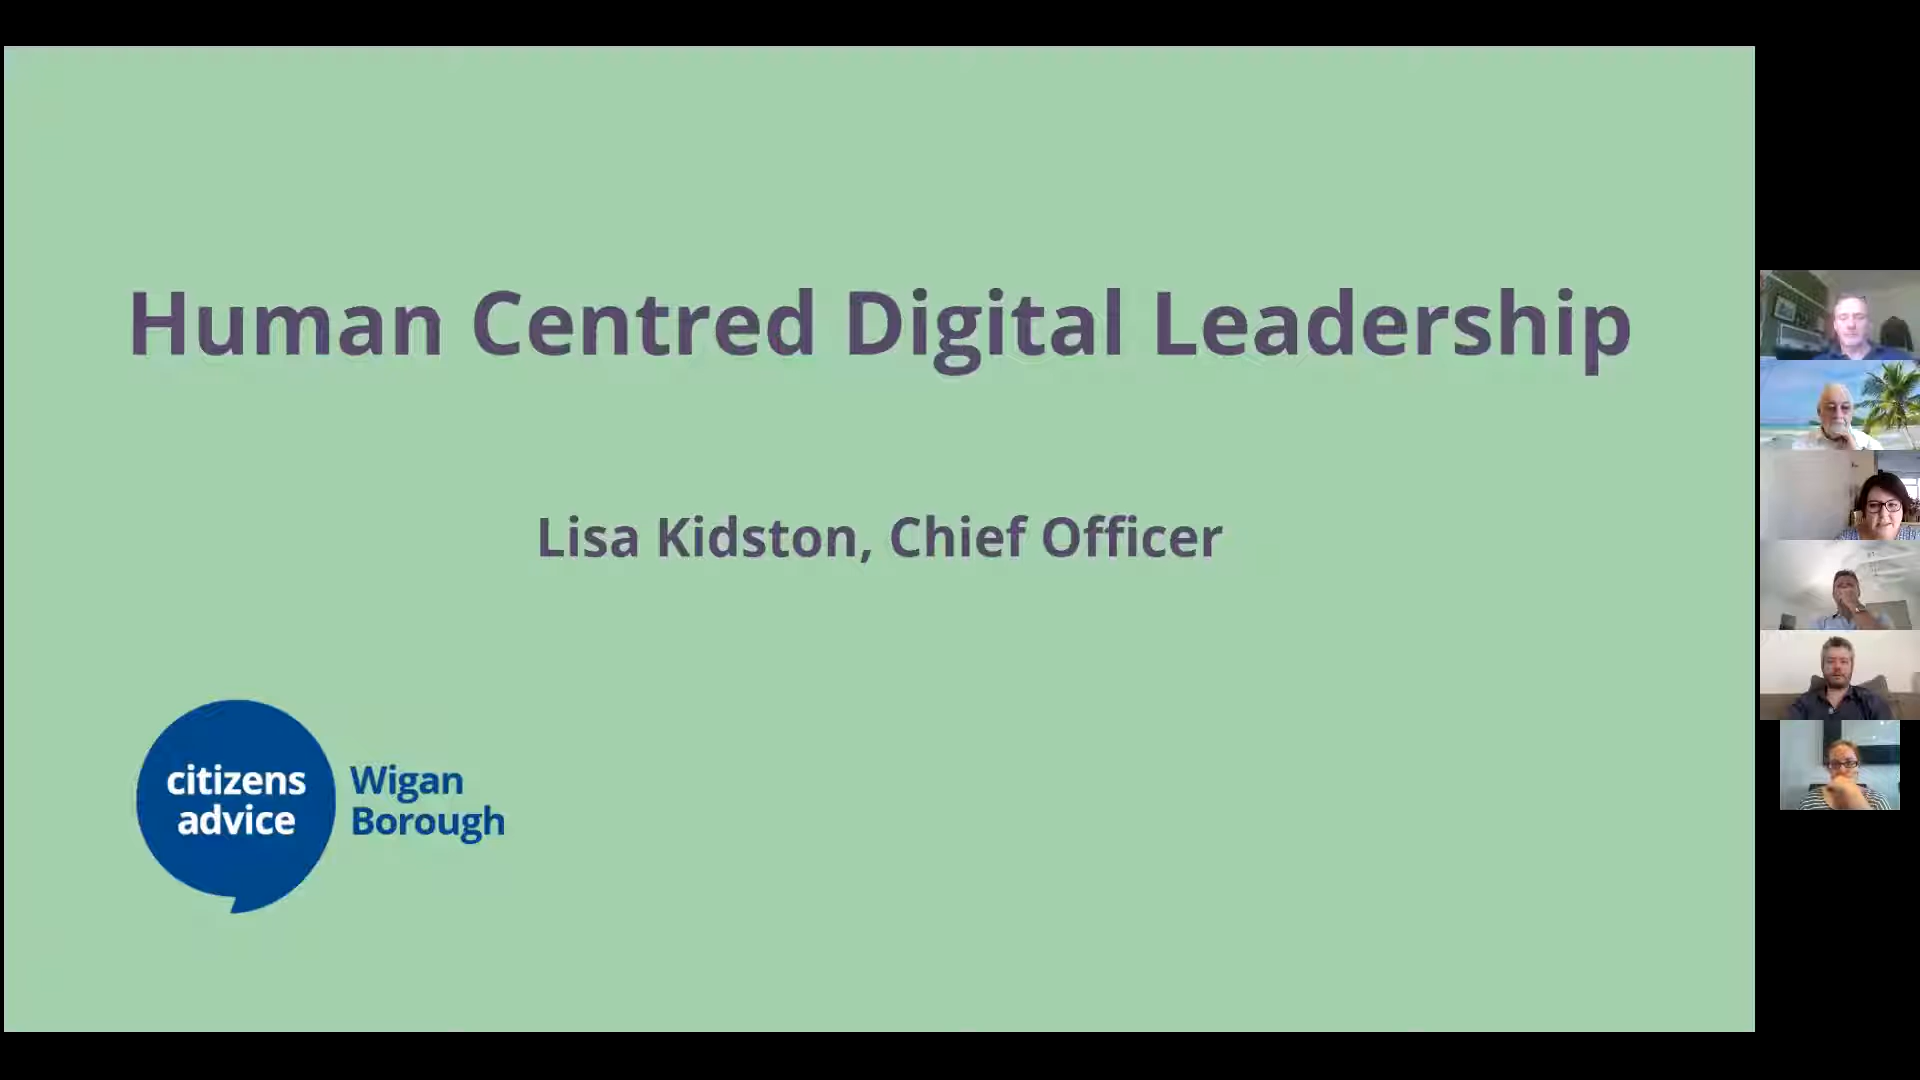 Human Centred Digital Leadership
Lisa Kidston, Chief Officer
citizens
advice
Wigan
Borough